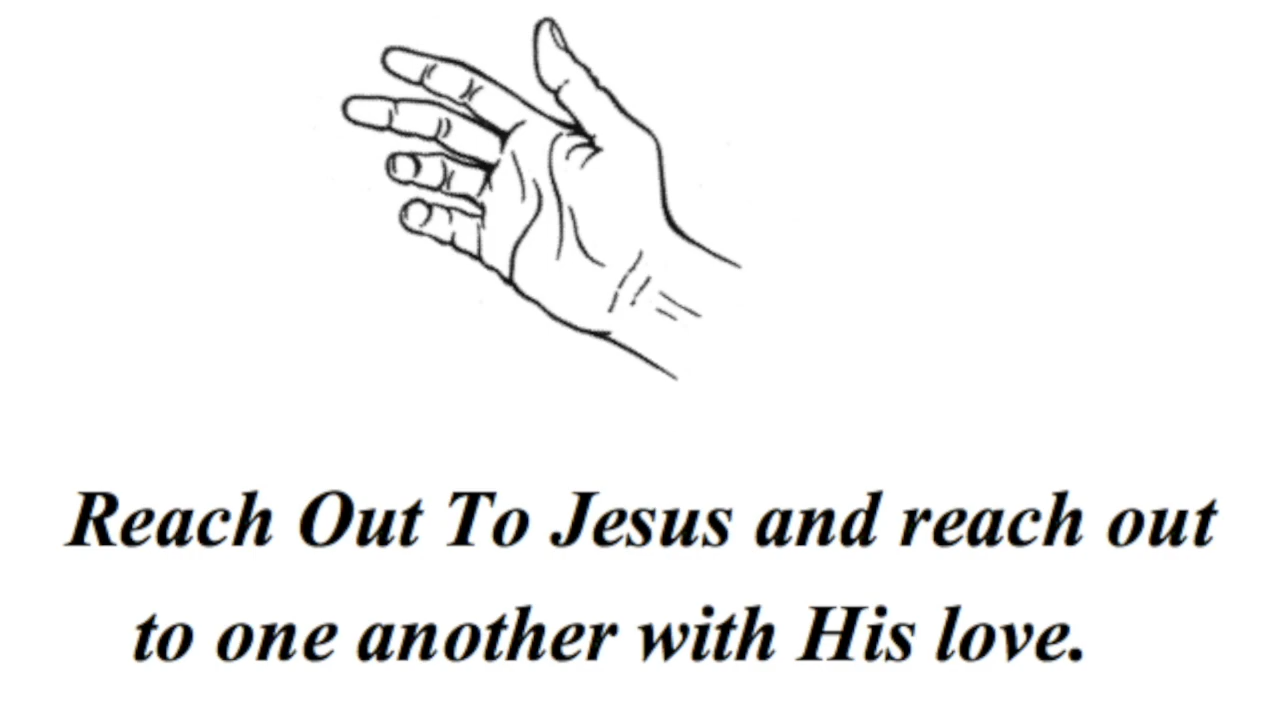 Reach Out To Jesus and reach out
to one another with His love.